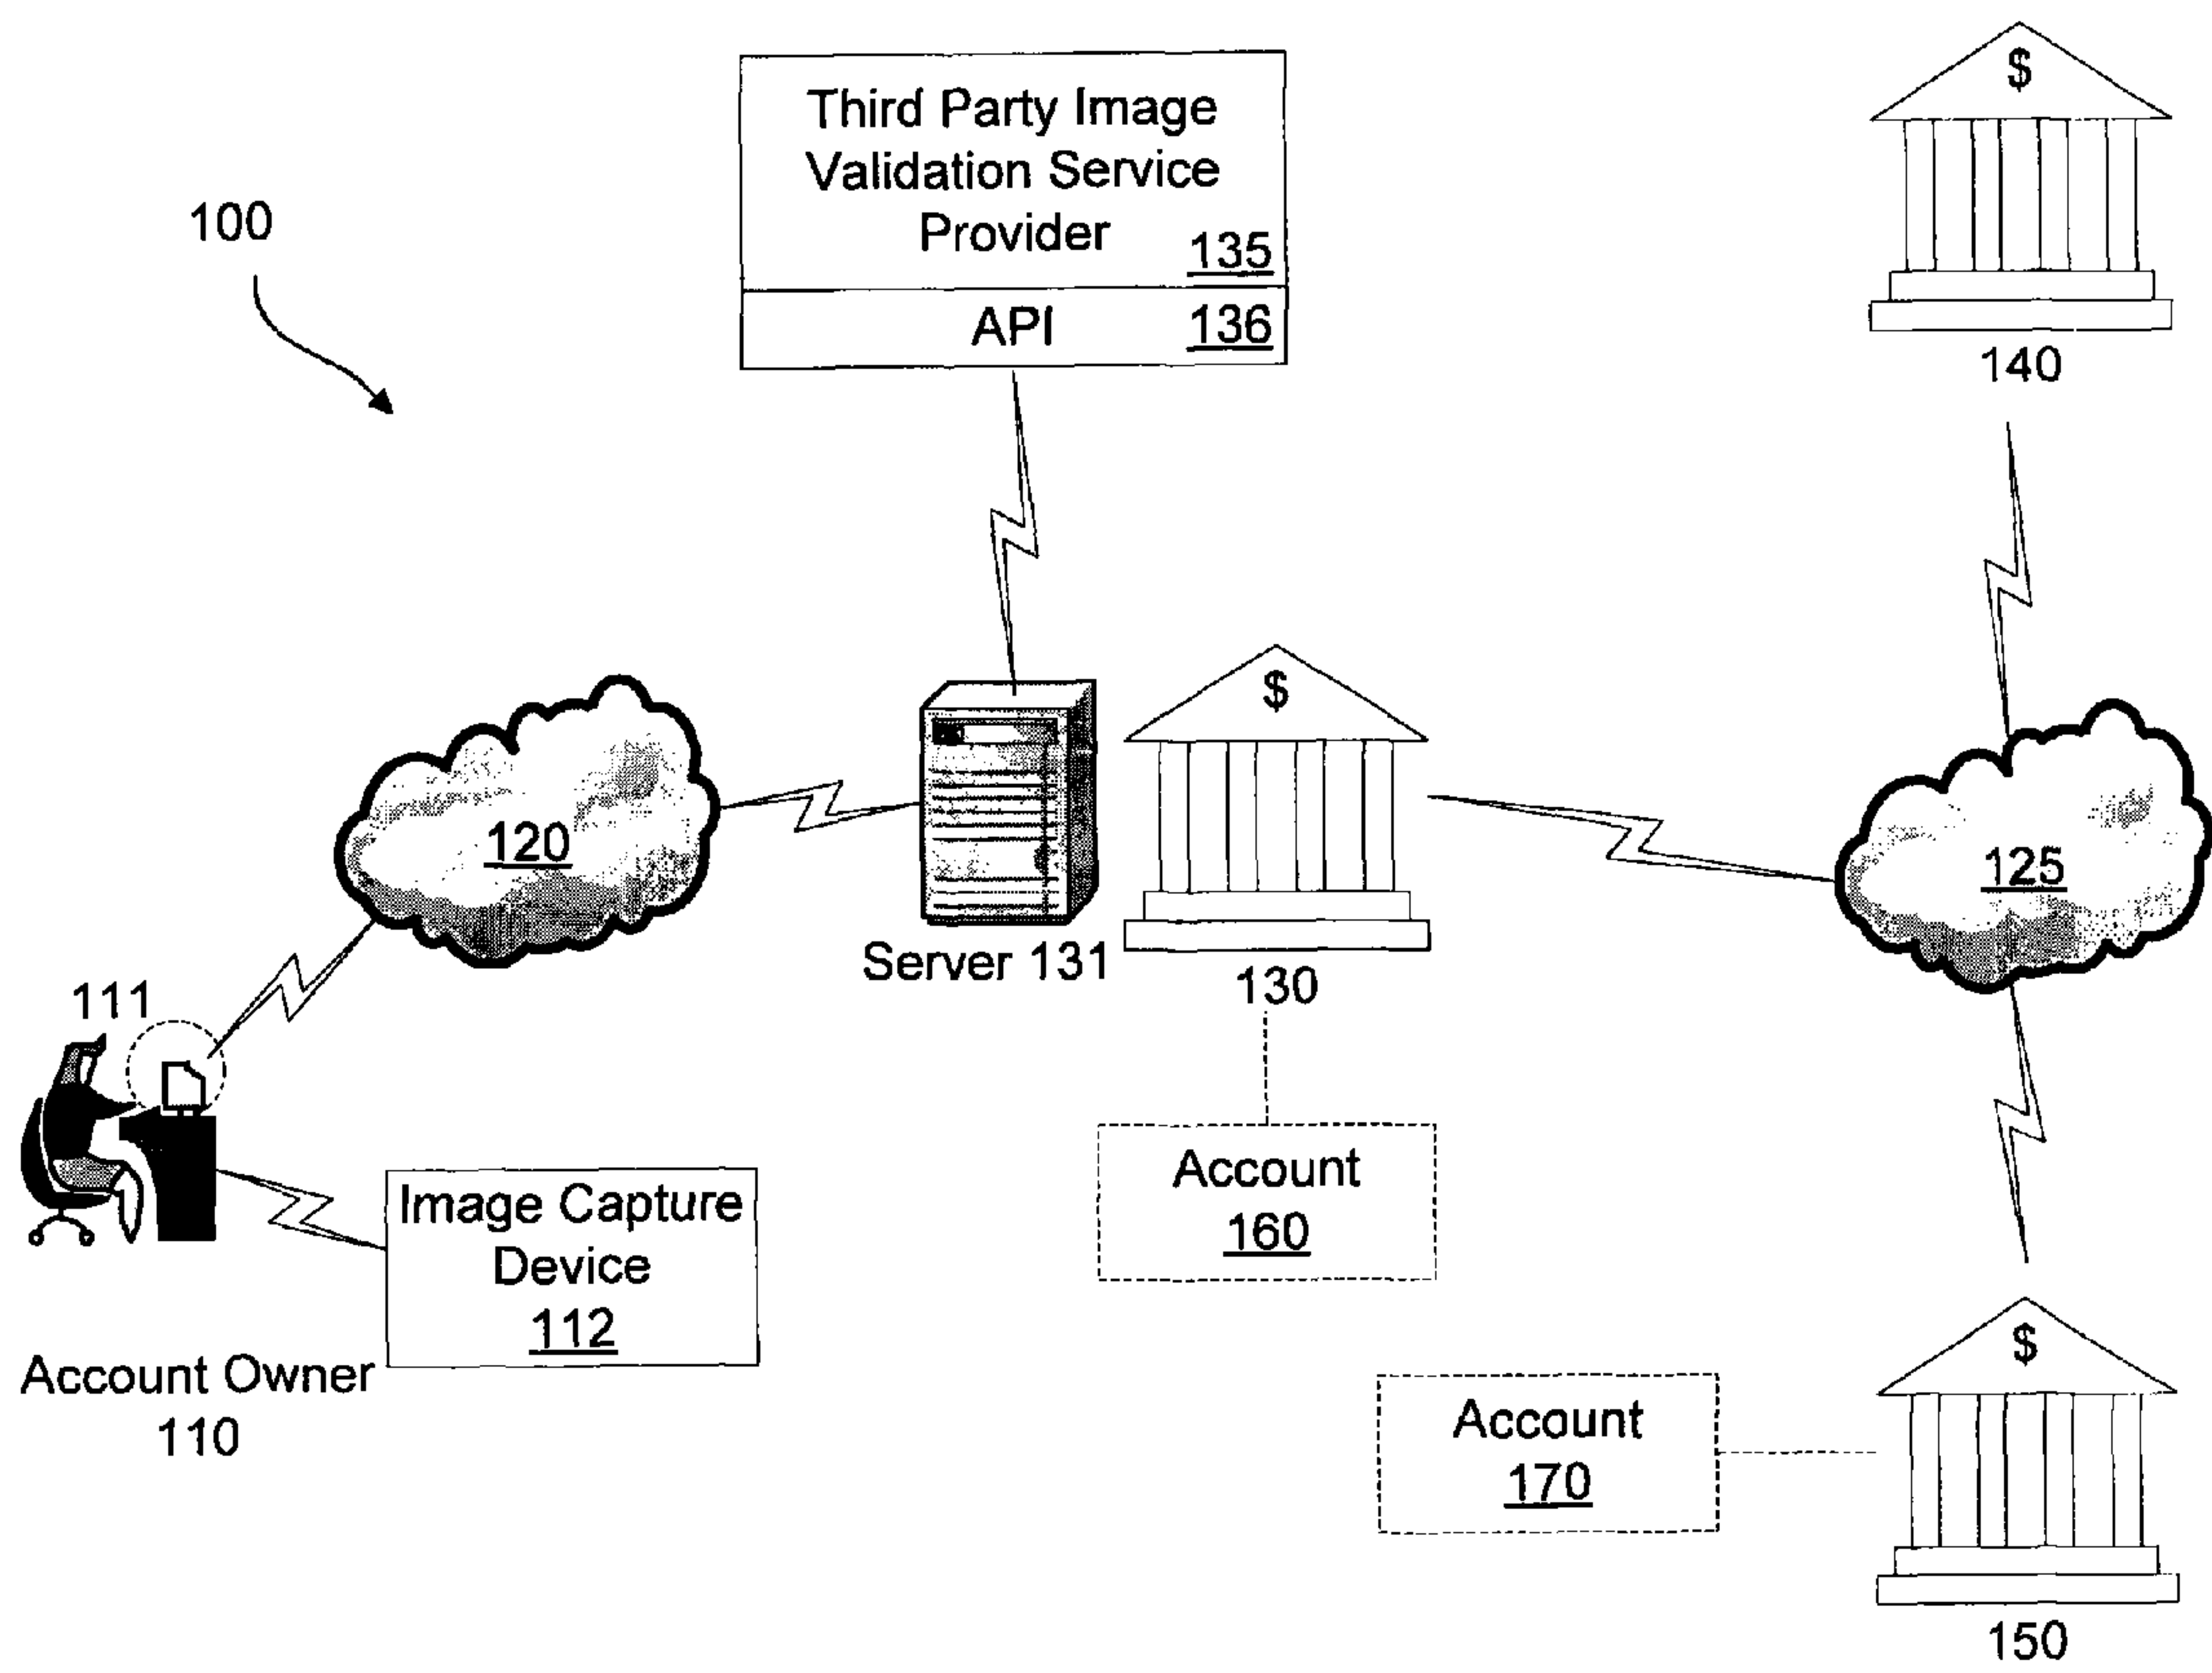 100
Third Party Image
Validation Service
Provider
135
API 136
$
140
120
Server 131
$
130
125
111
Account
160
Image Capture
Device
112
Account Owner
110
Account
170
$
150